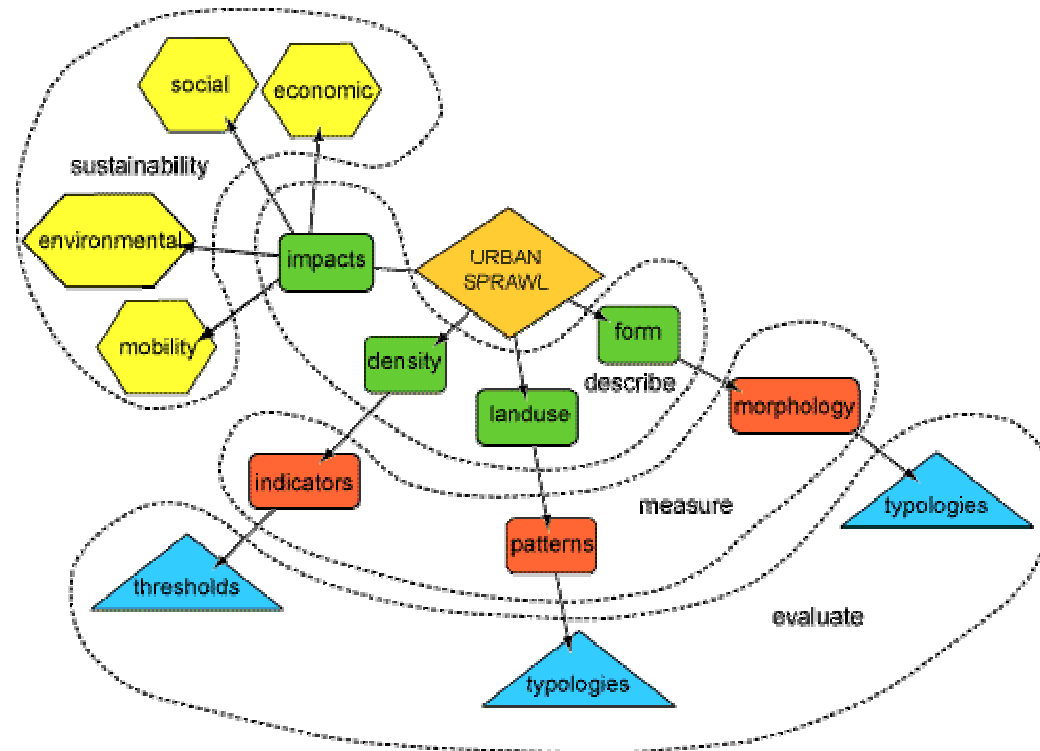 social
economic
sustainability
environmental
impacts
URBAN
SPRAWL
mobility
form
density
describe
landuse
morphology
indicators
measure
typologies
patterns
thresholds
evaluate
typologies